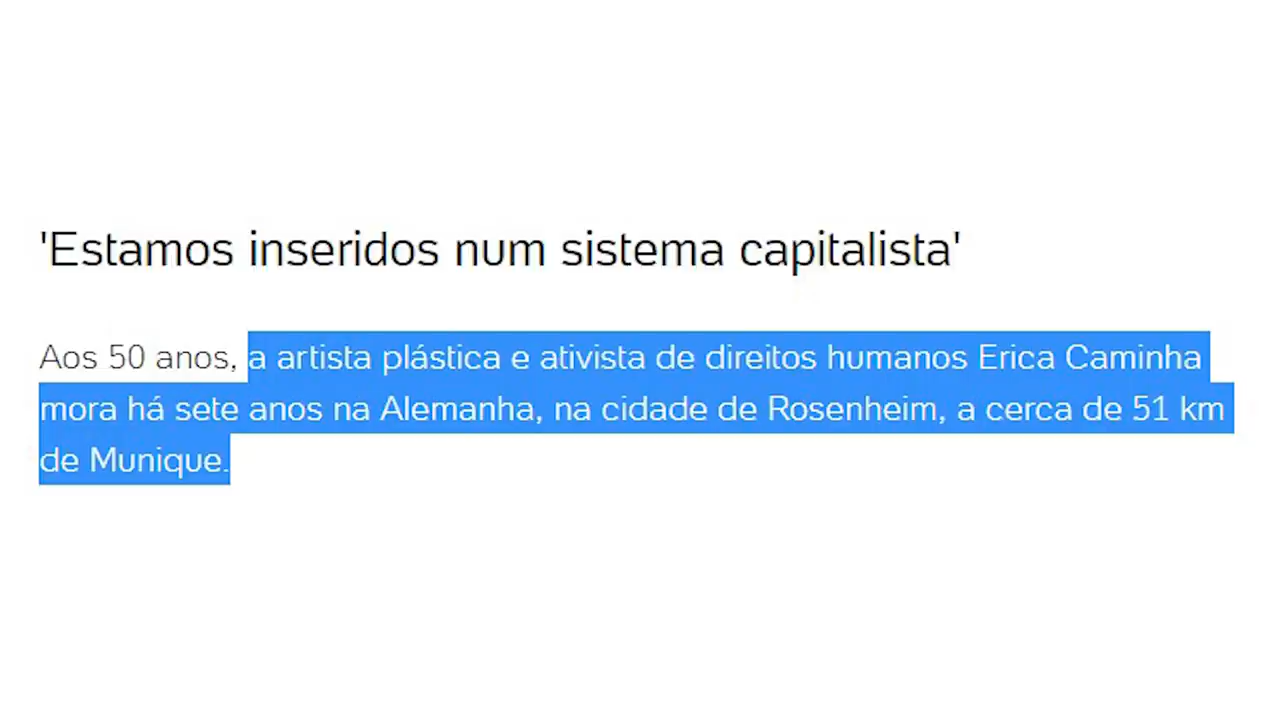 'Estamos inseridos num sistema capitalista'
Aos 50 anos, a artista plástica e ativista de direitos humanos Erica Caminha
mora há sete anos na Alemanha, na cidade de Rosenheim, a cerca de 51 km
de Munique.